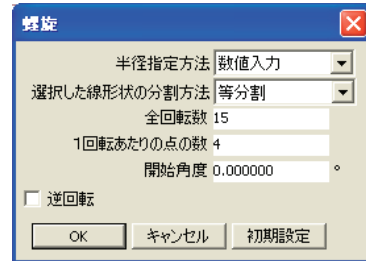 螺旋
半径指定方法 数値入力
選択した線形状の分割方法 等分割
全回転数 15
1回転あたりの点の数 4
開始角度 0.000000 °
逆回転
OK キャンセル 初期設定